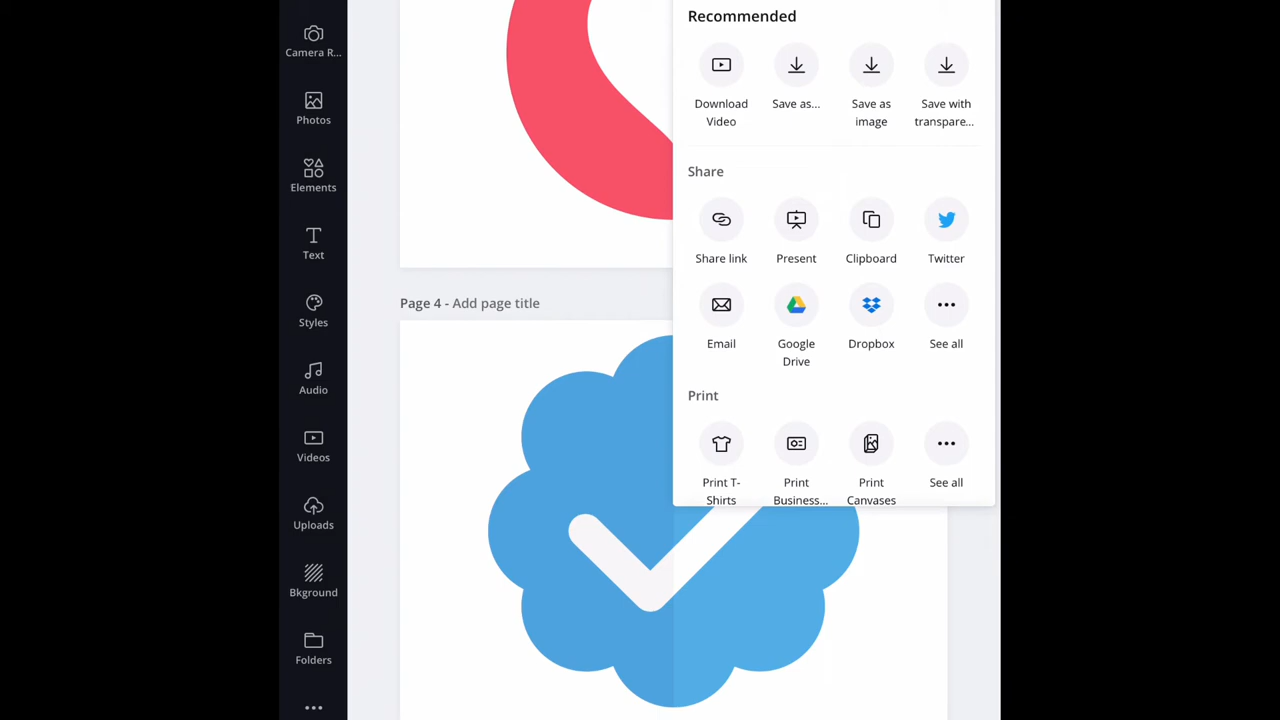 Camera R...
Photos
Elements
Text
Styles
Audio
Videos
Uploads
Bkground
Folders
Page 4 - Add page title
Recommended
Download Video
Save as...
Save as image
Save with transpare...
Share
Share link
Present
Clipboard
Twitter
Email
Google Drive
Dropbox
See all
Print
Print T-Shirts
Print Business...
Print Canvases
See all